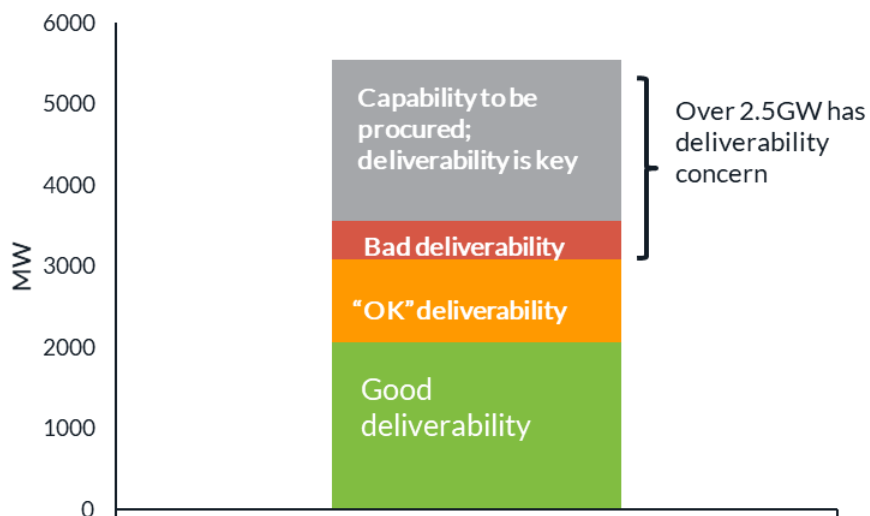 6000
5000
4000
3000
2000
1000
0
MW
Capability to be
procured;
deliverability is key
Bad deliverability
“OK” deliverability
Good
deliverability
Over 2.5GW has
deliverability
concern